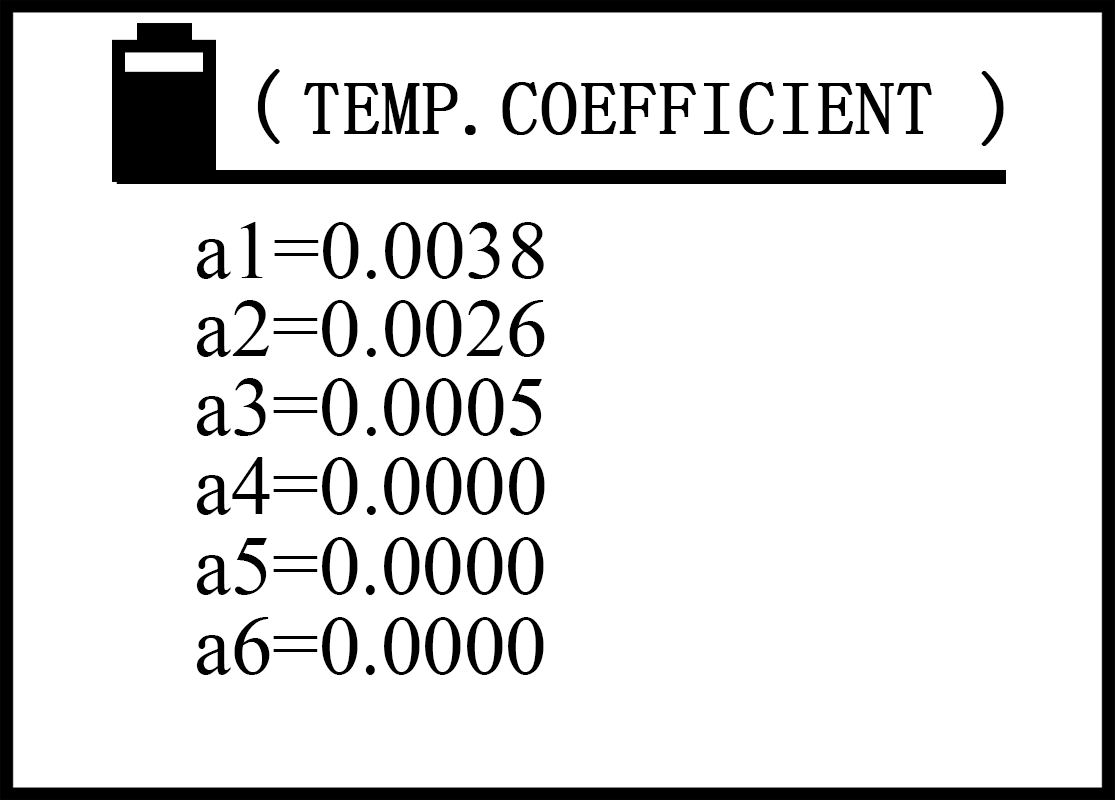 ( TEMP.COEFFICIENT )
a1=0.0038
a2=0.0026
a3=0.0005
a4=0.0000
a5=0.0000
a6=0.0000